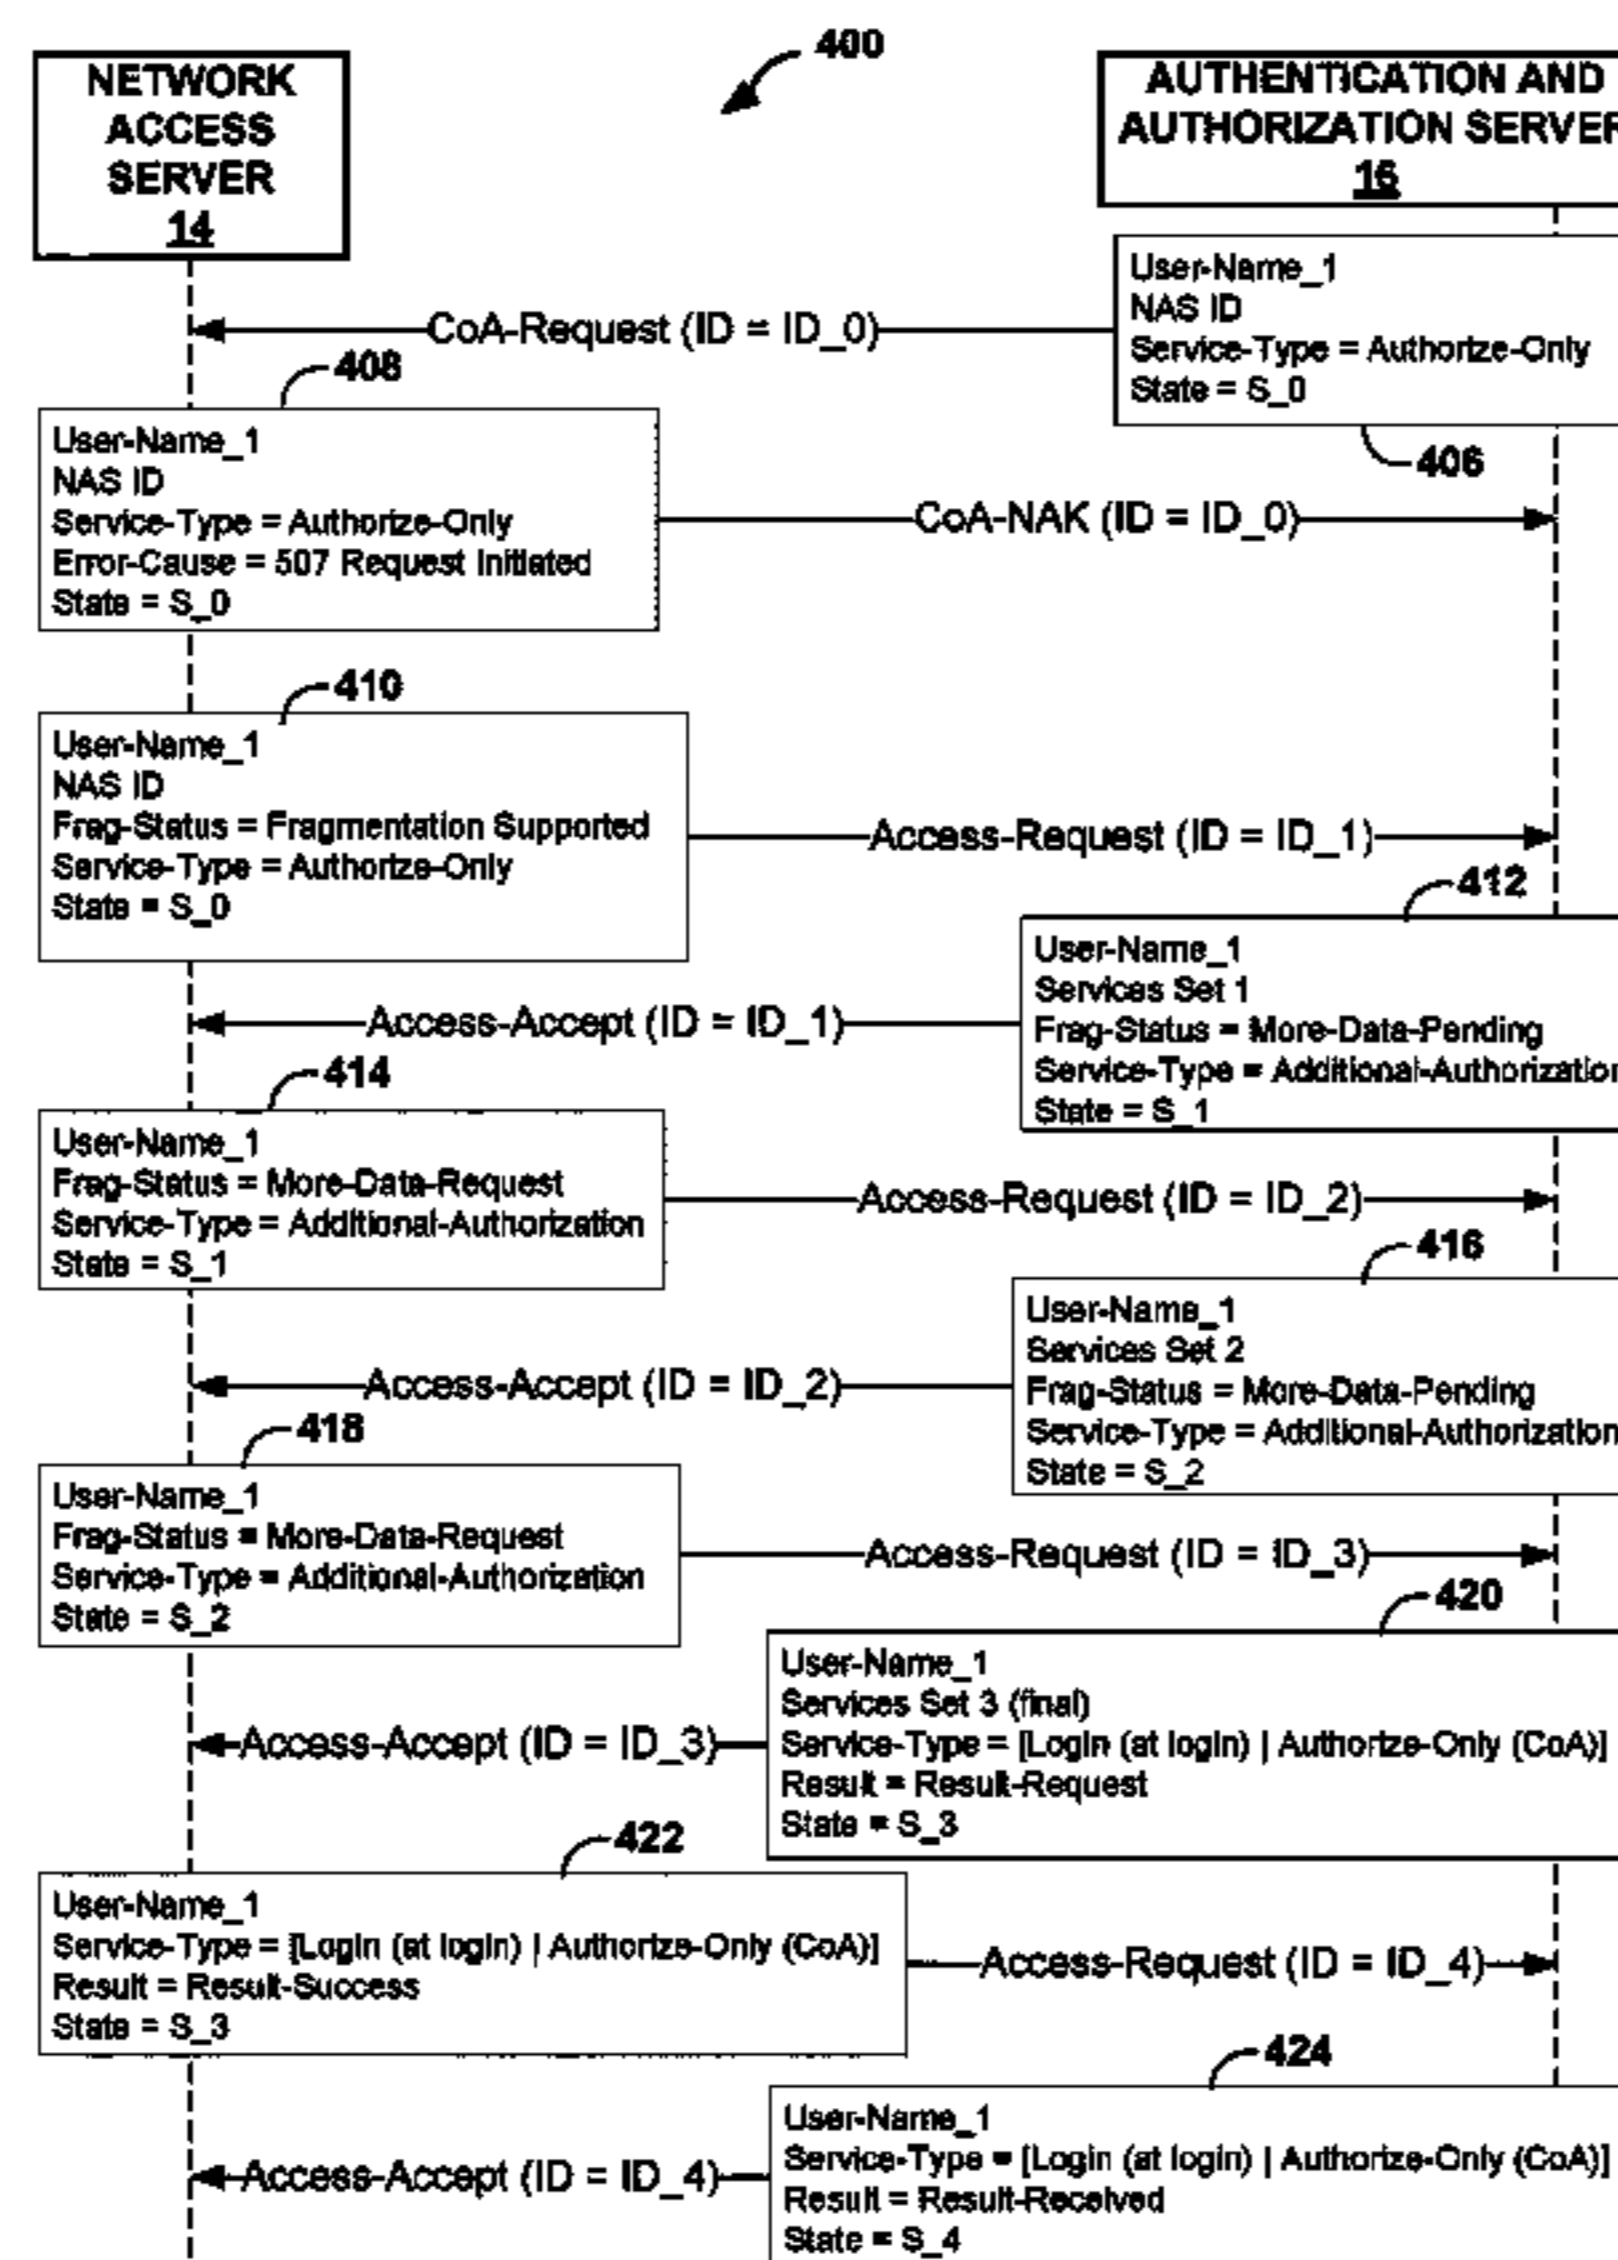 400
NETWORK
ACCESS
SERVER
14
AUTHENTICATION AND
AUTHORIZATION SERVER
16
User-Name_1
NAS ID
Service-Type = Authorize-Only
State = S_0
406
CoA-Request (ID = ID_0)
408
User-Name_1
NAS ID
Service-Type = Authorize-Only
Error-Cause = 507 Request Initiated
State = S_0
CoA-NAK (ID = ID_0)
410
User-Name_1
NAS ID
Frag-Status = Fragmentation Supported
Service-Type = Authorize-Only
State = S_0
Access-Request (ID = ID_1)
412
User-Name_1
Services Set 1
Frag-Status = More-Data-Pending
Service-Type = Additional-Authorization
State = S_1
Access-Accept (ID = ID_1)
414
User-Name_1
Frag-Status = More-Data-Request
Service-Type = Additional-Authorization
State = S_1
Access-Request (ID = ID_2)
416
User-Name_1
Services Set 2
Frag-Status = More-Data-Pending
Service-Type = Additional-Authorization
State = S_2
Access-Accept (ID = ID_2)
418
User-Name_1
Frag-Status = More-Data-Request
Service-Type = Additional-Authorization
State = S_2
Access-Request (ID = ID_3)
420
User-Name_1
Services Set 3 (final)
Service-Type = [Login (at login) | Authorize-Only (CoA)]
Result = Result-Request
State = S_3
Access-Accept (ID = ID_3)
422
User-Name_1
Service-Type = [Login (at login) | Authorize-Only (CoA)]
Result = Result-Success
State = S_3
Access-Request (ID = ID_4)
424
User-Name_1
Service-Type = [Login (at login) | Authorize-Only (CoA)]
Result = Result-Received
State = S_4
Access-Accept (ID = ID_4)